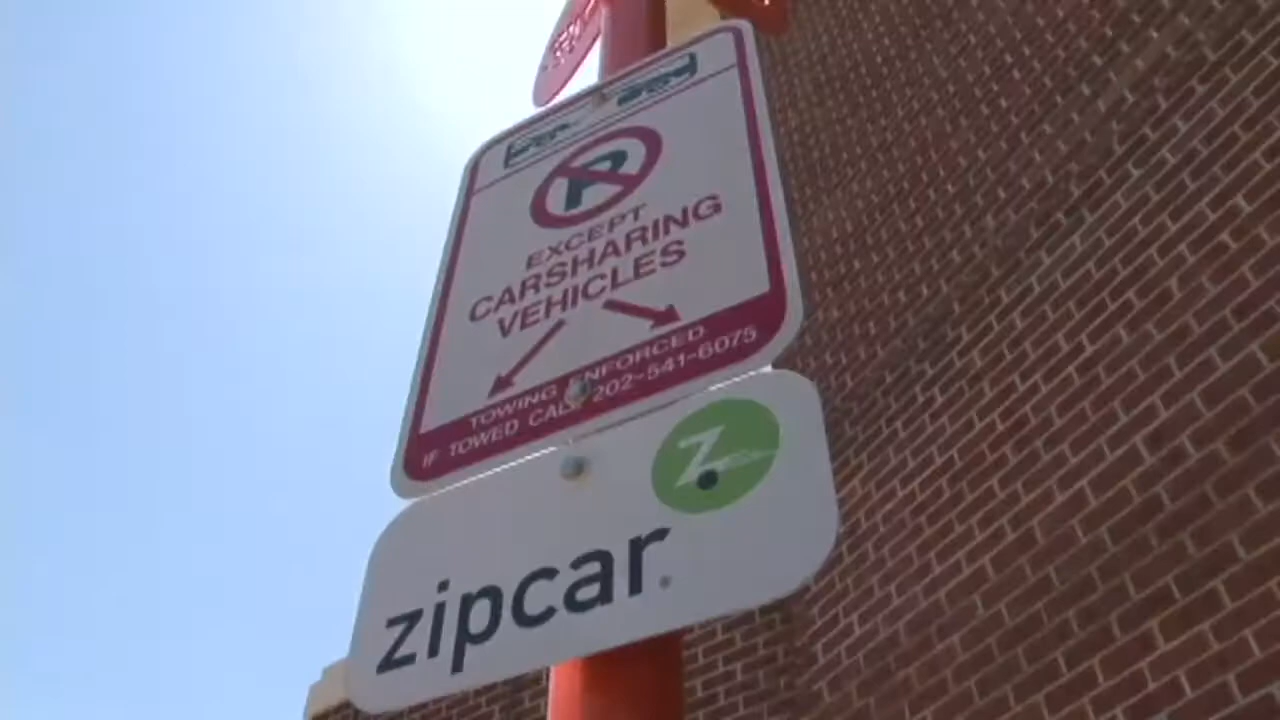 P
EXCEPT
CARSHARING
VEHICLES
TOWING ENFORCED
IF TOWED CALL 202-541-6075
Z
zipcar